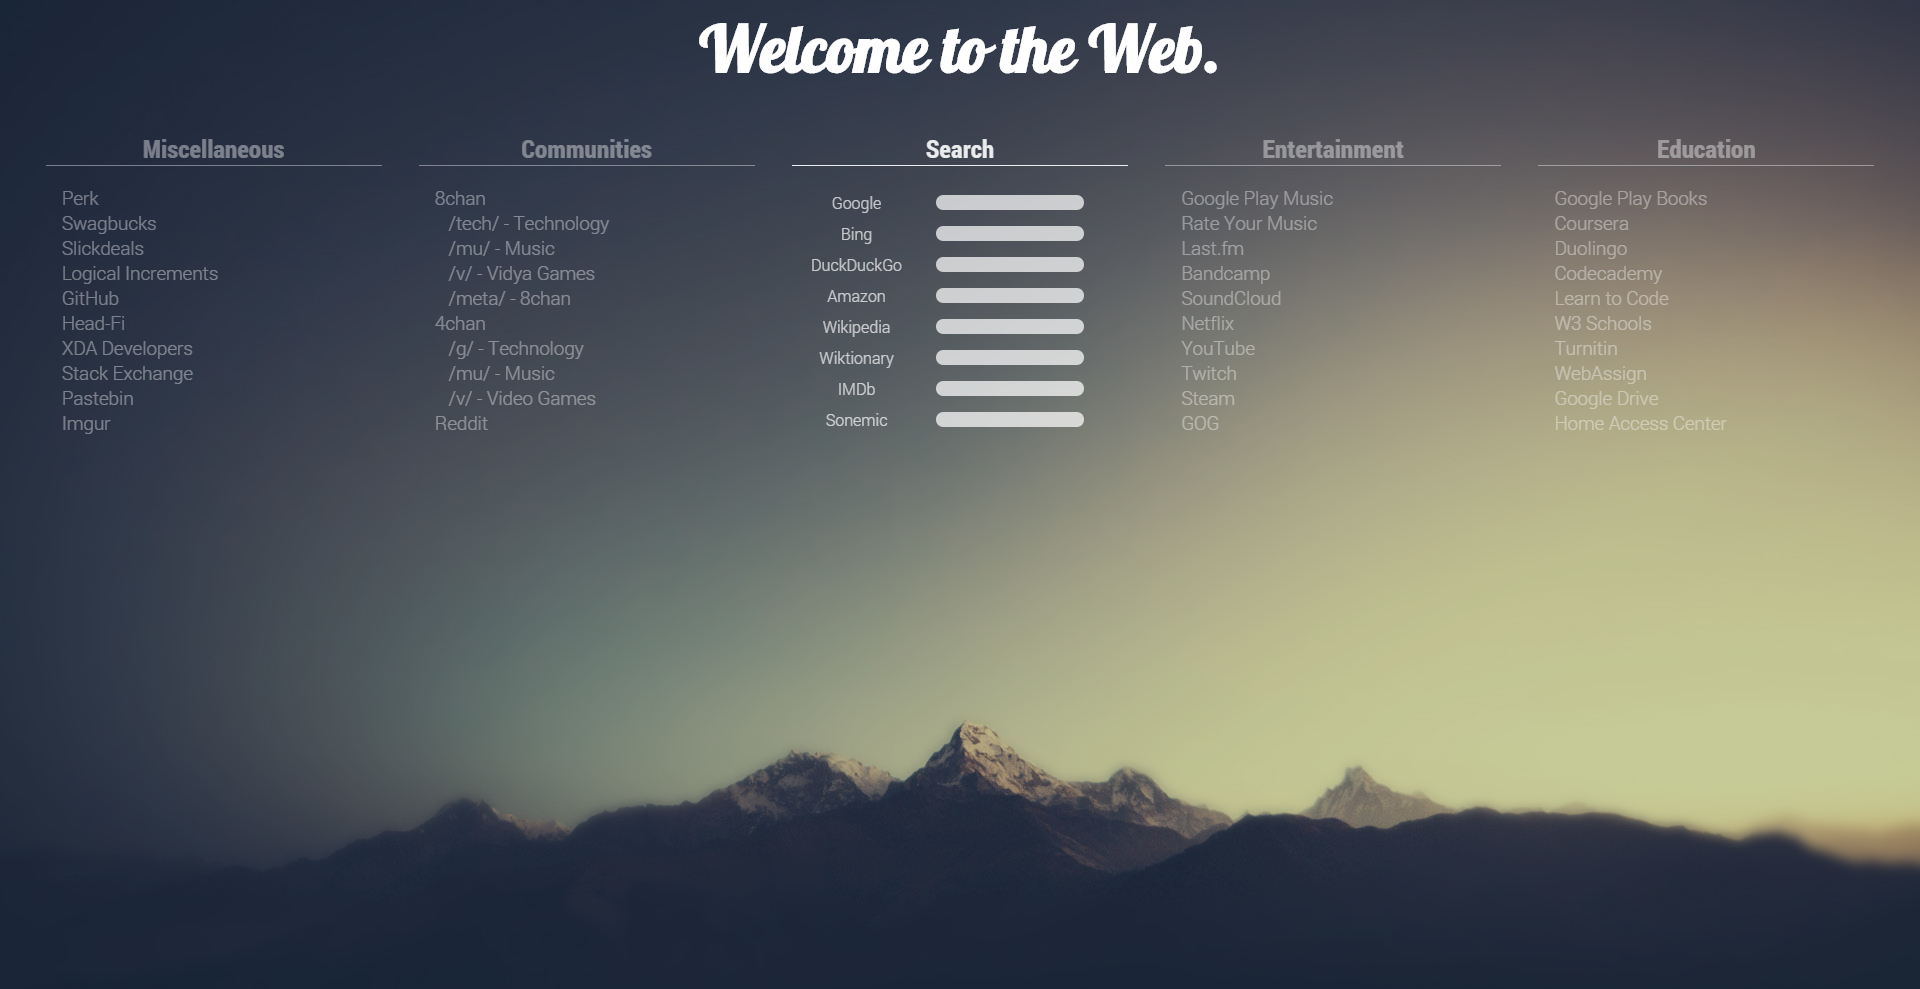 Welcome to the Web.
Miscellaneous
Perk
Swagbucks
Slickdeals
Logical Increments
GitHub
Head-Fi
XDA Developers
Stack Exchange
Pastebin
Imgur
Communities
8chan
/tech/ - Technology
/mu/ - Music
/v/ - Vidya Games
/meta/ - 8chan
4chan
/g/ - Technology
/mu/ - Music
/v/ - Video Games
Reddit
Search
Google
Bing
DuckDuckGo
Amazon
Wikipedia
Wiktionary
IMDb
Sonemic
Entertainment
Google Play Music
Rate Your Music
Last.fm
Bandcamp
SoundCloud
Netflix
YouTube
Twitch
Steam
GOG
Education
Google Play Books
Coursera
Duolingo
Codecademy
Learn to Code
W3 Schools
Turnitin
WebAssign
Google Drive
Home Access Center